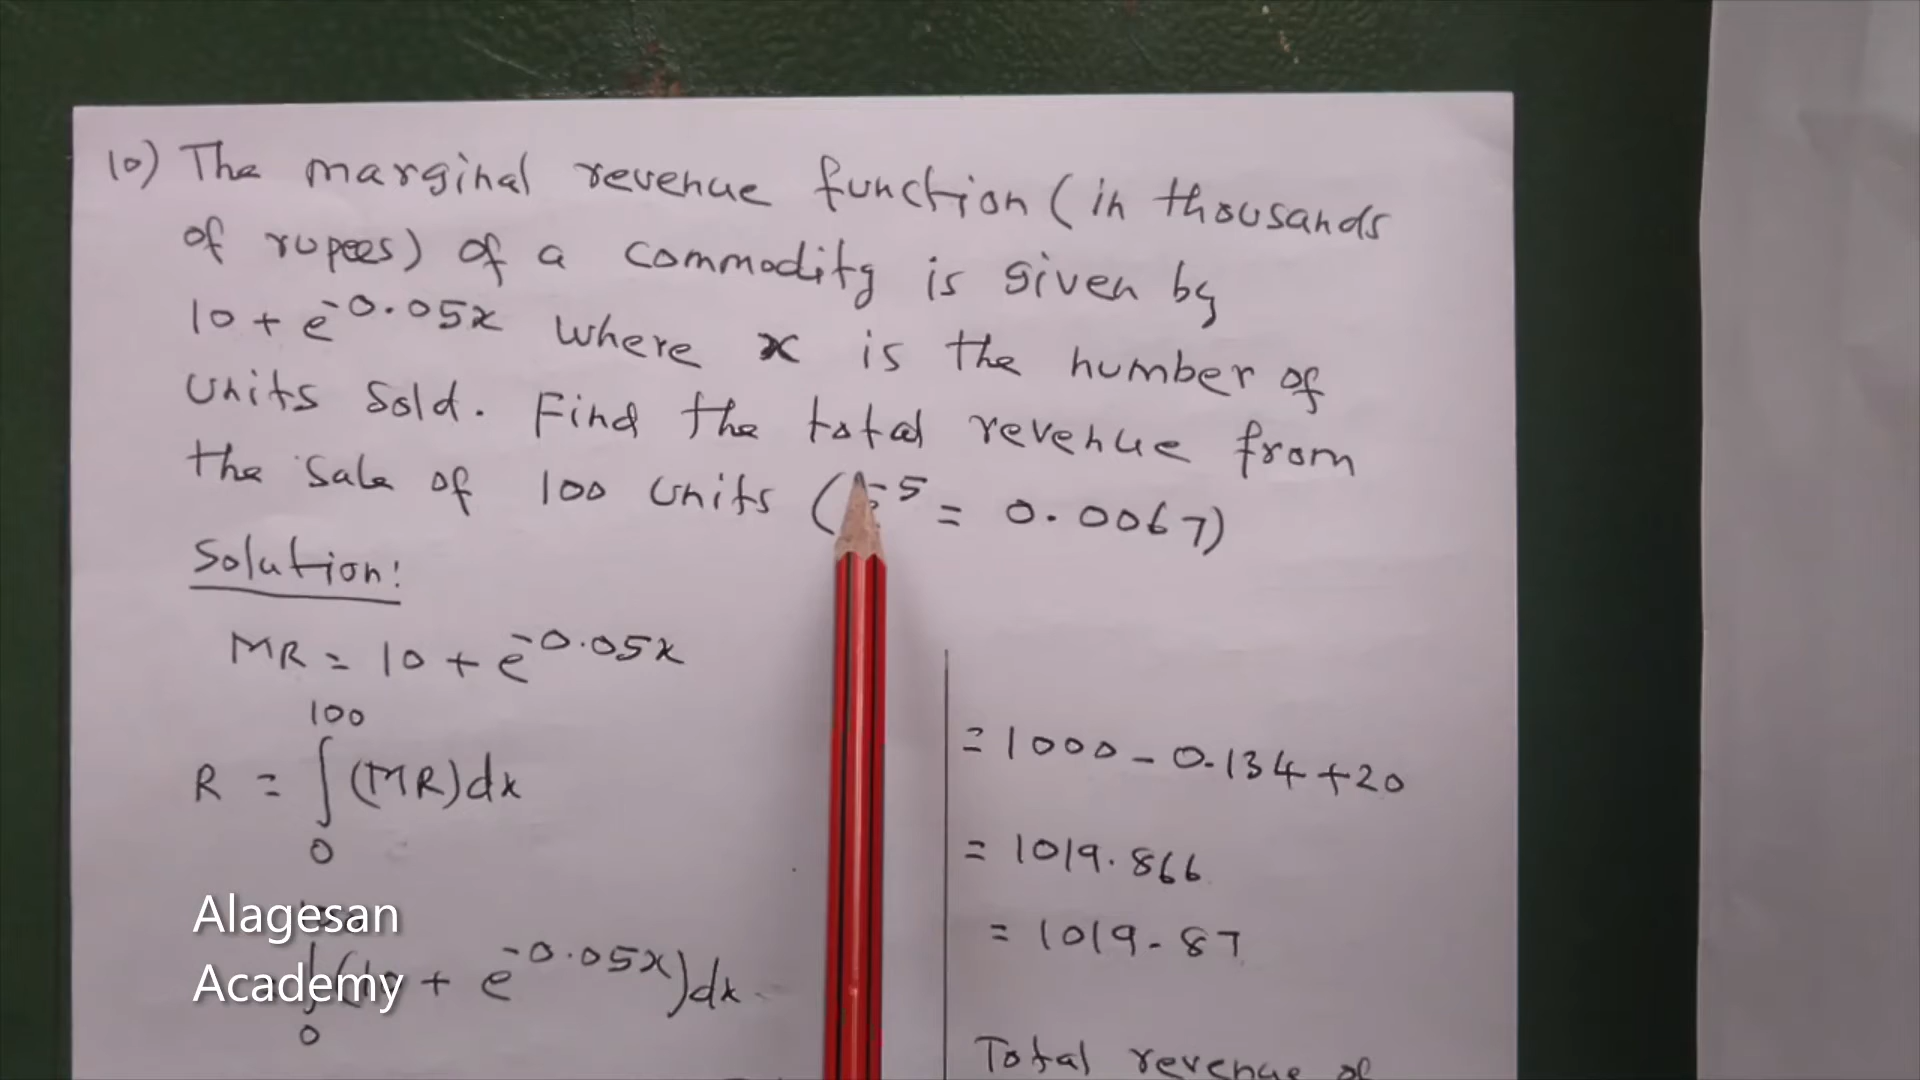 10) The marginal revenue function (in thousands
of rupees) of a commodity is given by
10 + e^-0.05x where x is the number of
units sold. Find the total revenue from
the sale of 100 units ( -5 = 0.0067)
Solution:
MR = 10 + e^-0.05x
100
R = ∫(MR)dx
0
∫(10 + e^-0.05x)dx
0
= 1000 - 0.134 + 20
= 1019.866
= 1019.87
Total revenue of
Alagesan
Academy